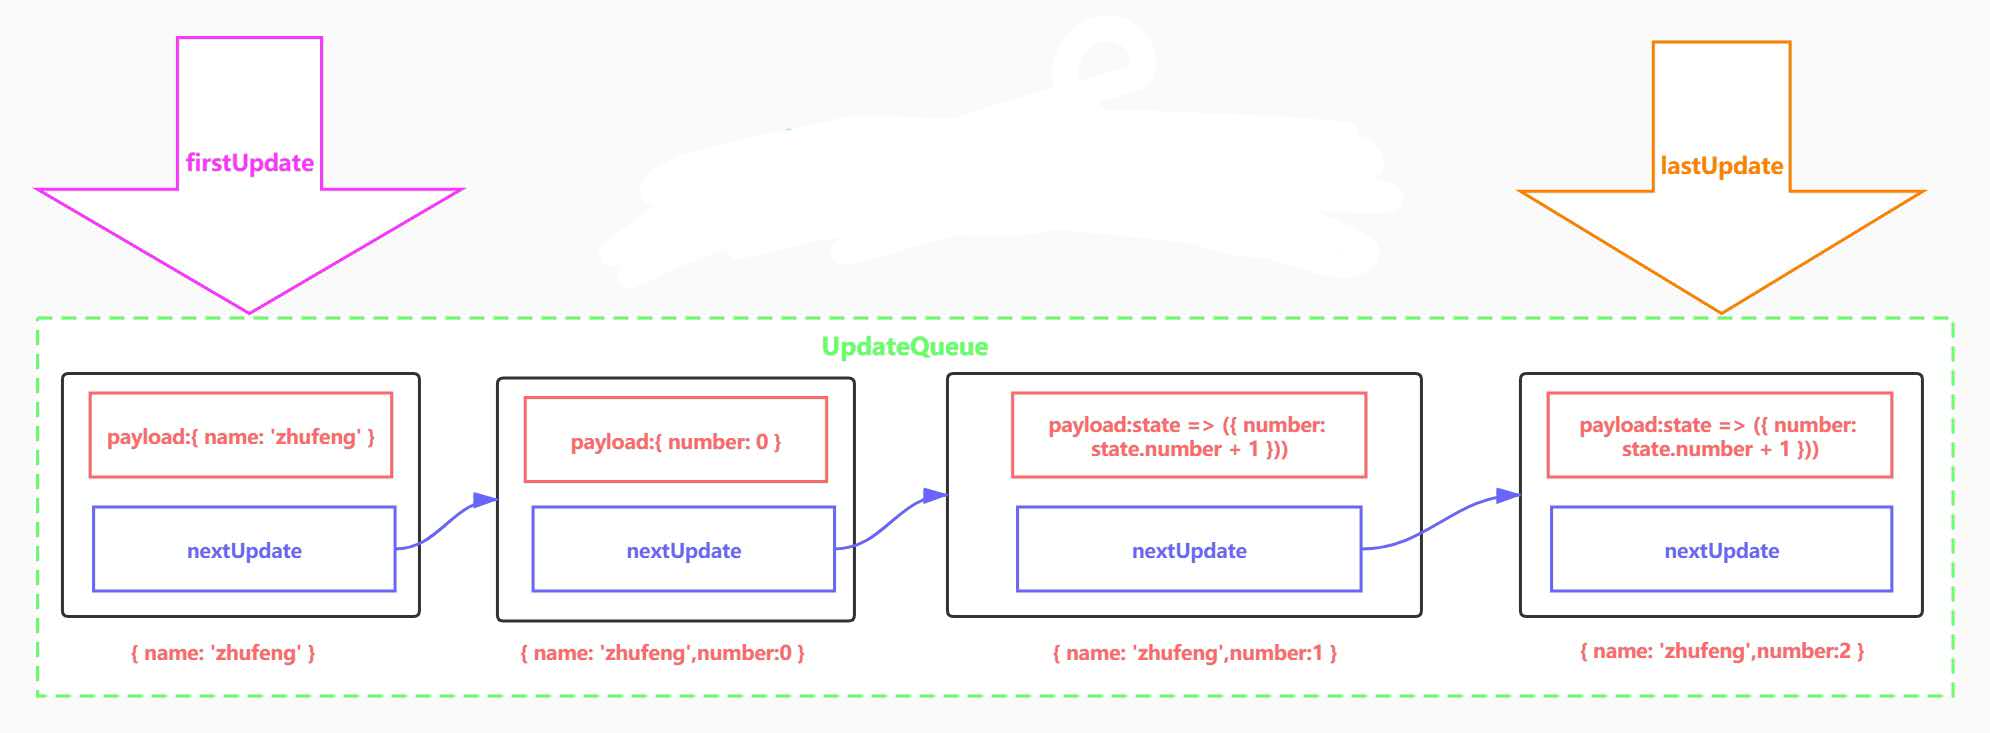 firstUpdate
lastUpdate
UpdateQueue
payload:{ name: 'zhufeng' }
nextUpdate
{ name: 'zhufeng' }
payload:{ number: 0 }
nextUpdate
{ name: 'zhufeng',number:0 }
payload:state => ({ number:
state.number + 1 }))
nextUpdate
{ name: 'zhufeng',number:1 }
payload:state => ({ number:
state.number + 1 }))
nextUpdate
{ name: 'zhufeng',number:2 }